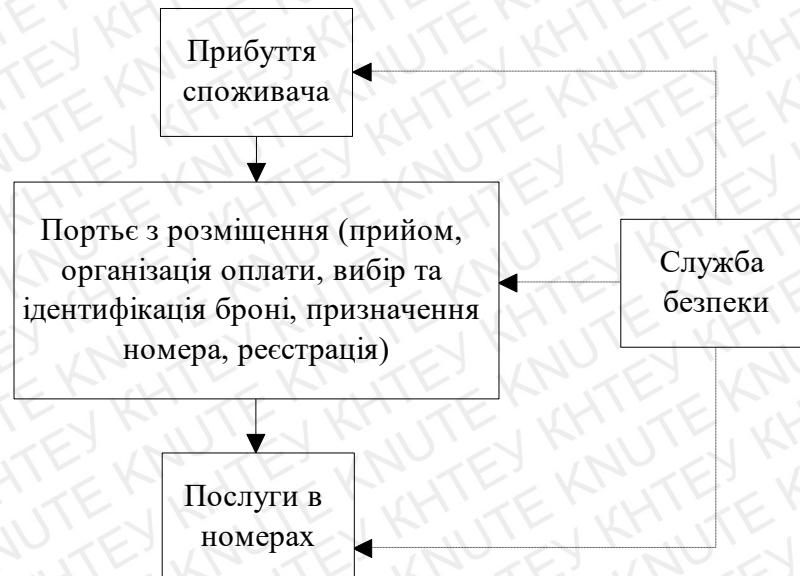 Прибуття
споживача
Портьє з розміщення (прийом,
організація оплати, вибір та
ідентифікація броні, призначення
номера, реєстрація)
Служба
безпеки
Послуги в
номерах